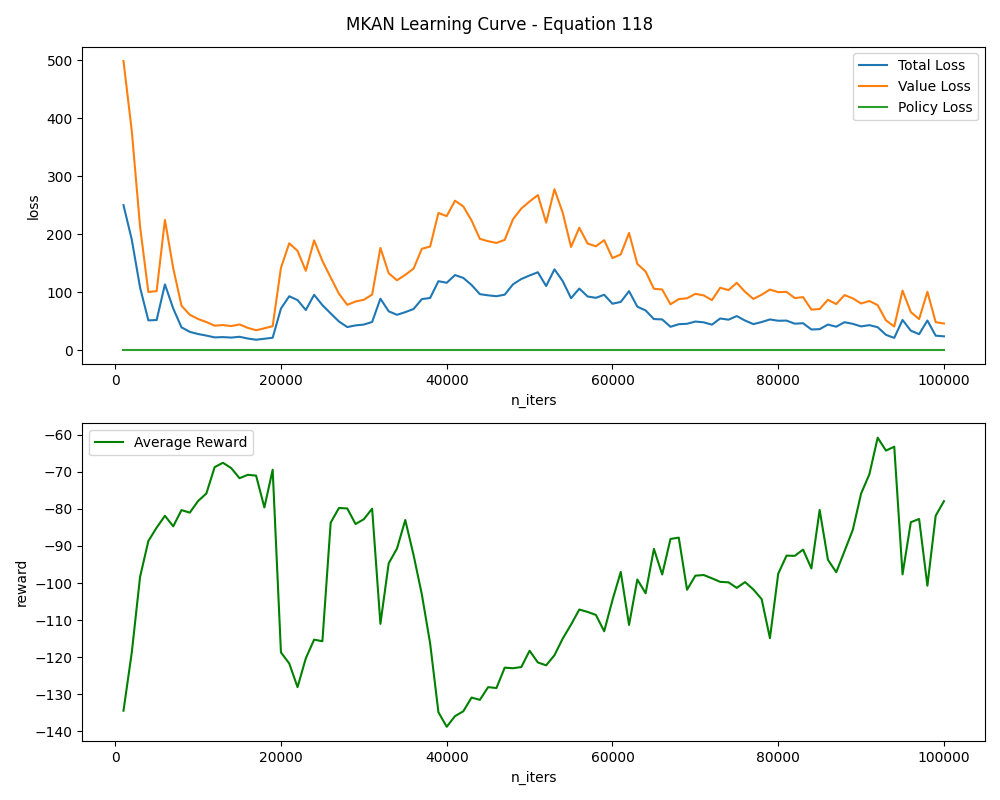 MKAN Learning Curve - Equation 118
500
400
300
200
100
0
loss
Total Loss
Value Loss
Policy Loss
0 20000 40000 60000 80000 100000
n_iters
−60
−70
−80
−90
−100
−110
−120
−130
−140
reward
Average Reward
0 20000 40000 60000 80000 100000
n_iters